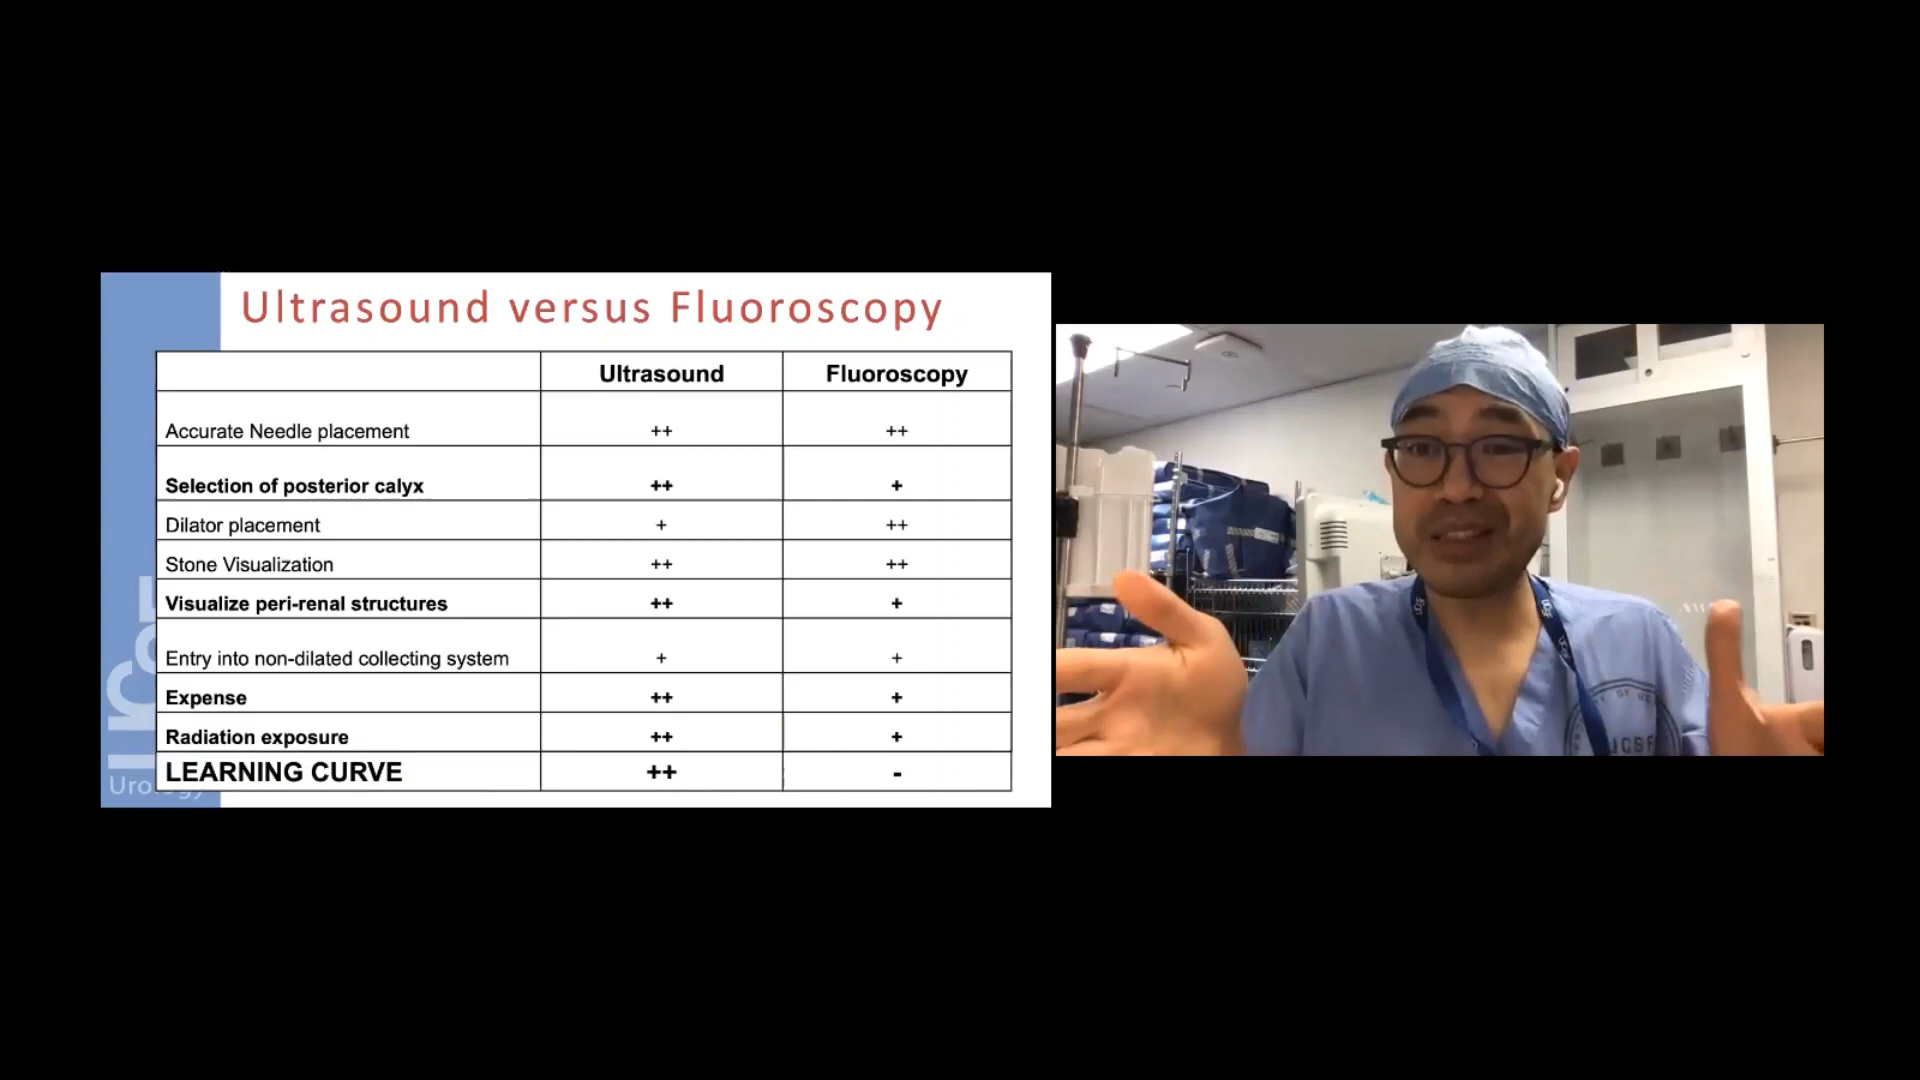 Ultrasound versus Fluoroscopy
Ultrasound Fluoroscopy
Accurate Needle placement ++ ++
Selection of posterior calyx ++ +
Dilator placement + ++
Stone Visualization ++ ++
Visualize peri-renal structures ++ +
Entry into non-dilated collecting system + +
Expense ++ +
Radiation exposure ++ +
LEARNING CURVE ++ -
UCSF